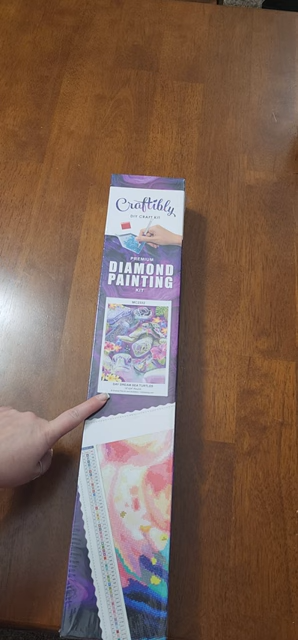 Craftibly
DIY CRAFT KIT
PREMIUM
DIAMOND
PAINTING
KIT